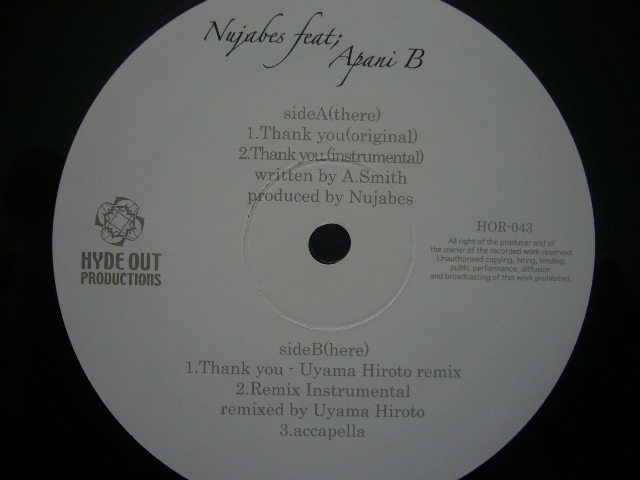 Nujabes feat;
Apani B
sideA(there)
1.Thank you(original)
2.Thank you.(instrumental)
written by A.Smith
produced by Nujabes
HYDE OUT
PRODUCTIONS
HOR-043
All right of the producer and of
the owner of the recorded work reserved.
Unauthorised copying, hiring, lending,
public performance, diffusion
and broadcasting of this work prohibited.
sideB(here)
1.Thank you - Uyama Hiroto remix
2.Remix Instrumental
remixed by Uyama Hiroto
3.accapella